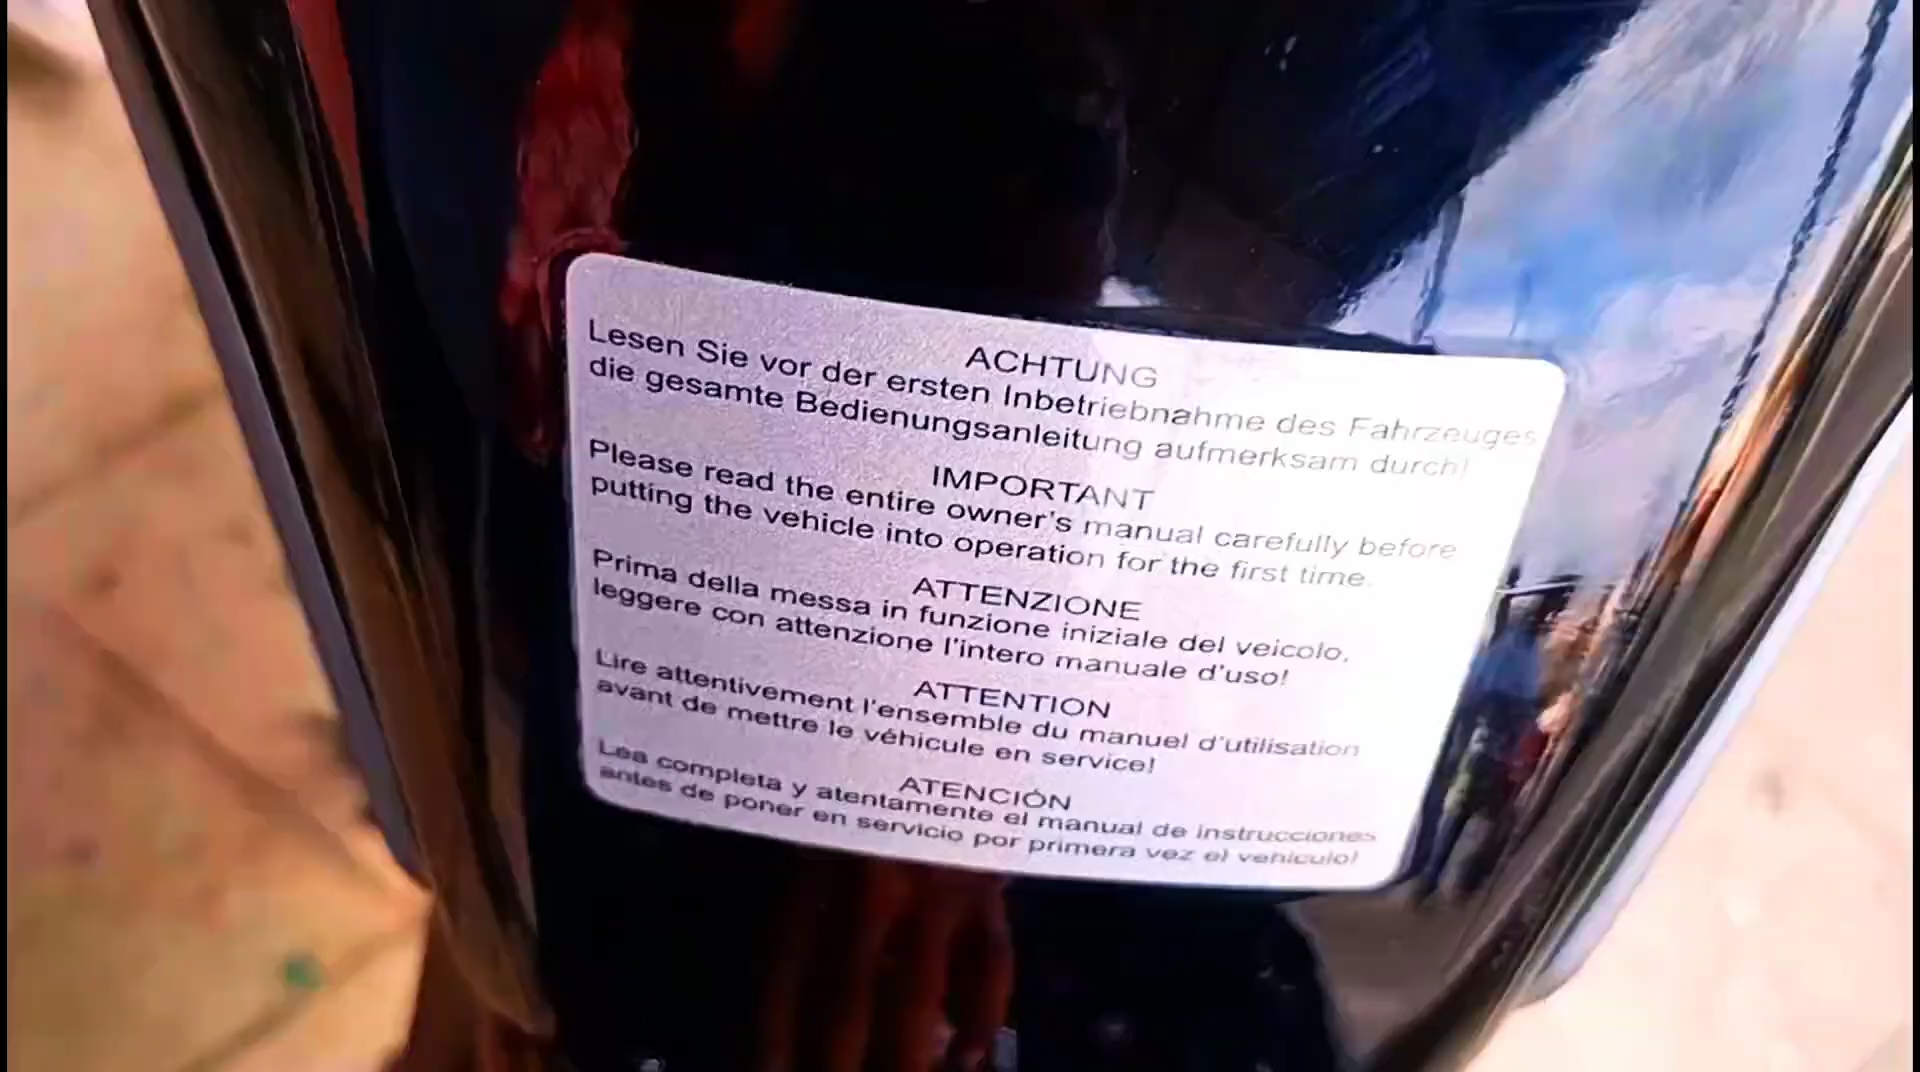 ACHTUNG
Lesen Sie vor der ersten Inbetriebnahme des Fahrzeuges
die gesamte Bedienungsanleitung aufmerksam durch!
IMPORTANT
Please read the entire owner's manual carefully before
putting the vehicle into operation for the first time.
ATTENZIONE
Prima della messa in funzione iniziale del veicolo,
leggere con attenzione l'intero manuale d'uso!
ATTENTION
Lire attentivement l'ensemble du manuel d'utilisation
avant de mettre le véhicule en service!
ATENCIÓN
Lea completa y atentamente el manual de instrucciones
antes de poner en servicio por primera vez el vehiculo!